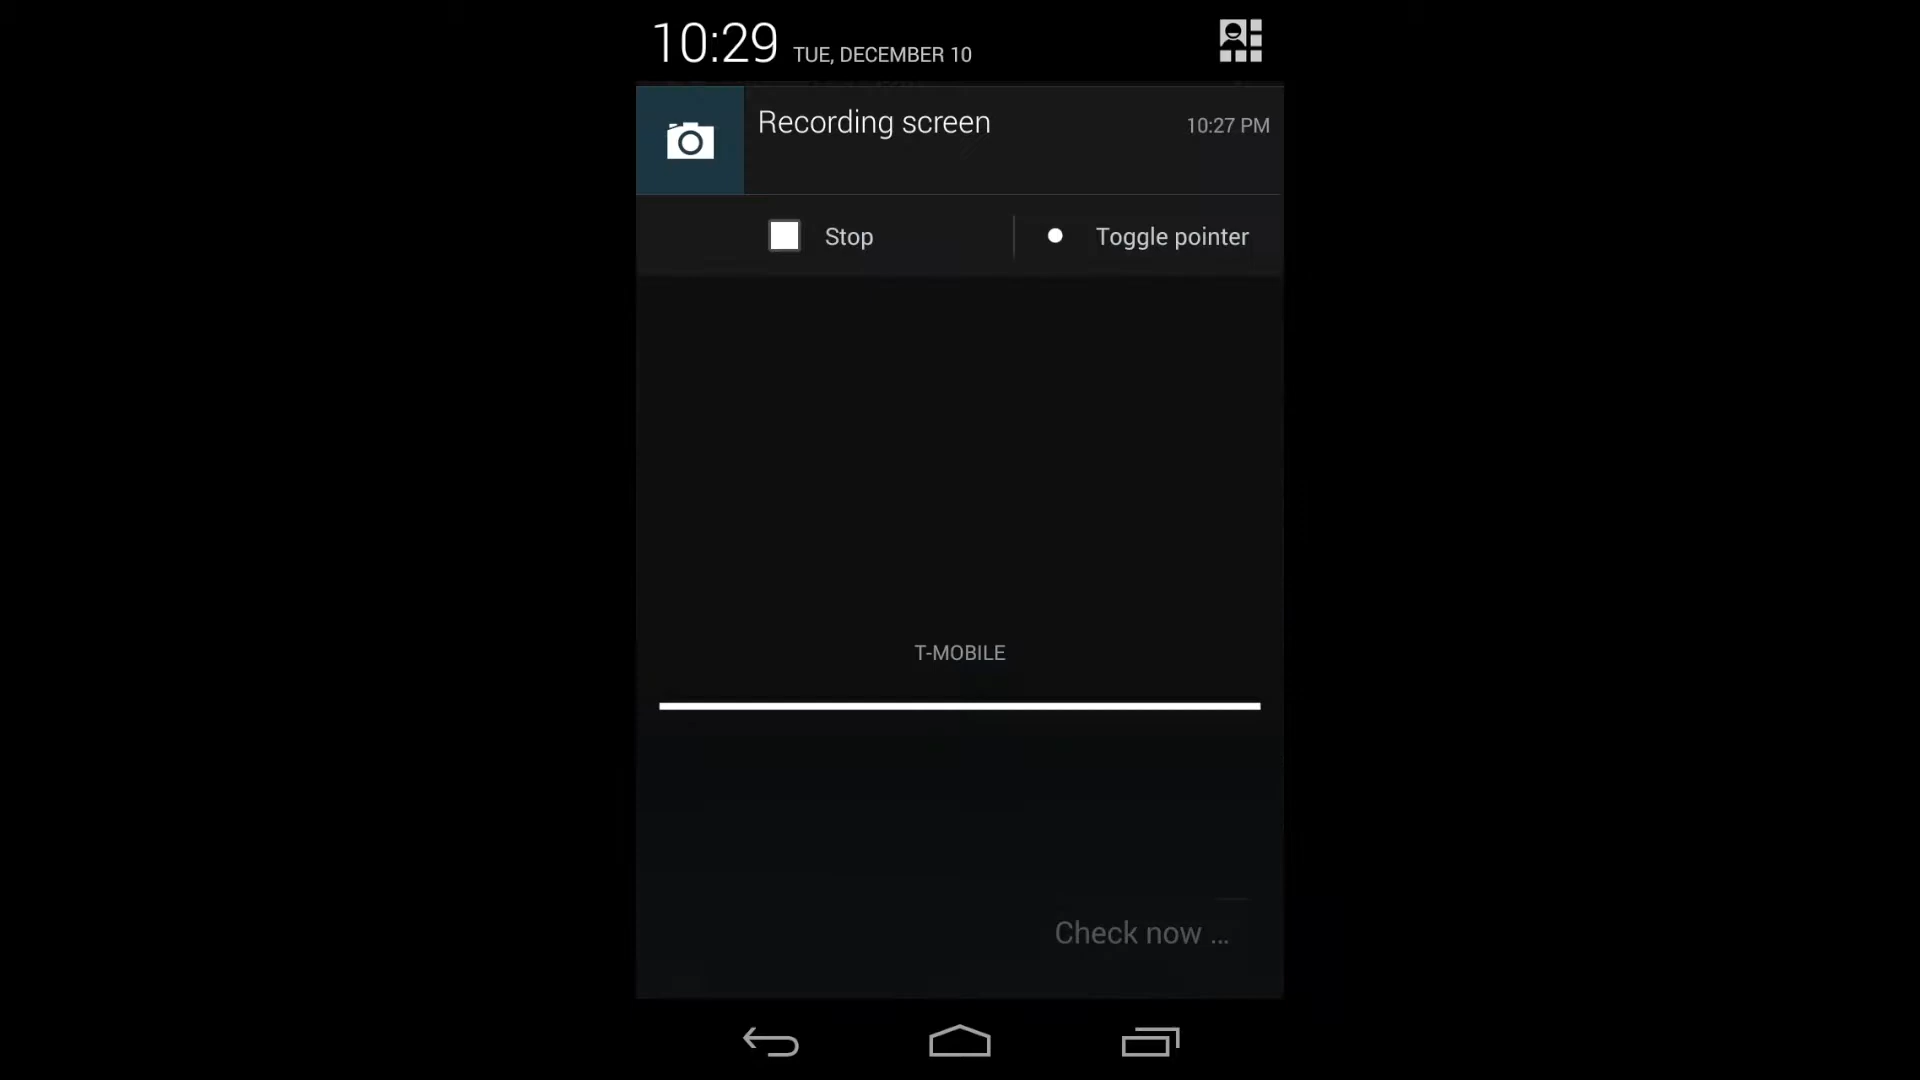 10:29 TUE, DECEMBER 10
Recording screen 10:27 PM
Stop Toggle pointer
T-MOBILE
Check now ...